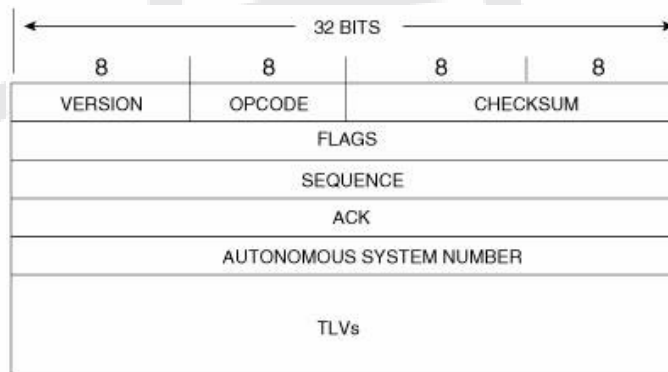 32 BITS
8 8 8 8
VERSION OPCODE CHECKSUM
FLAGS
SEQUENCE
ACK
AUTONOMOUS SYSTEM NUMBER
TLVs